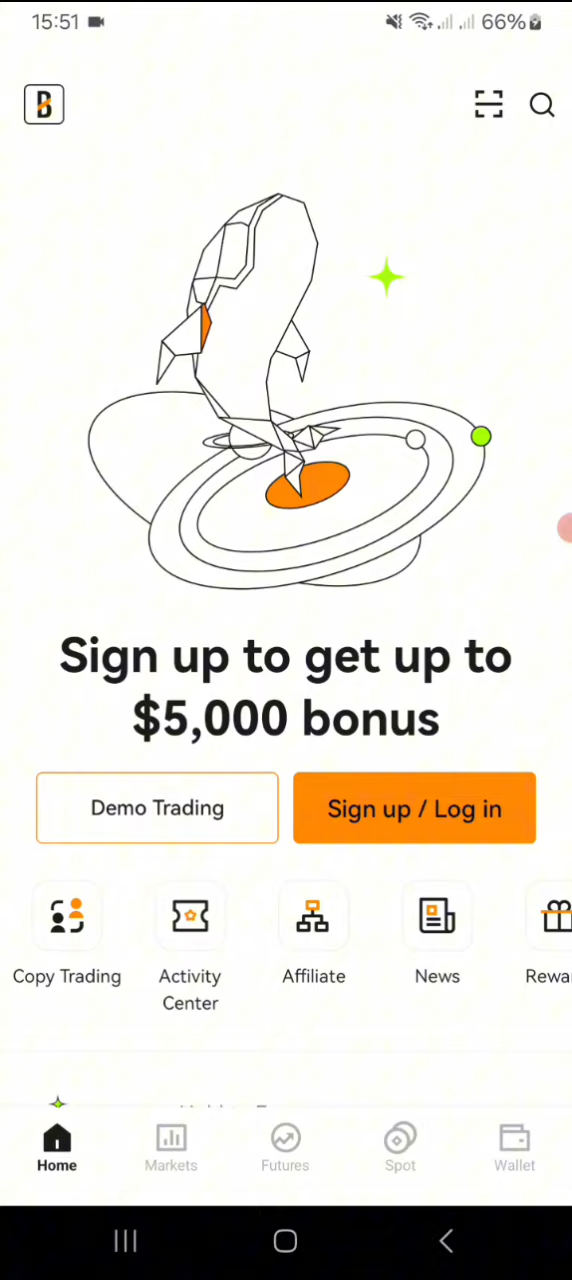 15:51
66%
B
Sign up to get up to
$5,000 bonus
Demo Trading
Sign up / Log in
Copy Trading
Activity
Center
Affiliate
News
Rewar
Home
Markets
Futures
Spot
Wallet